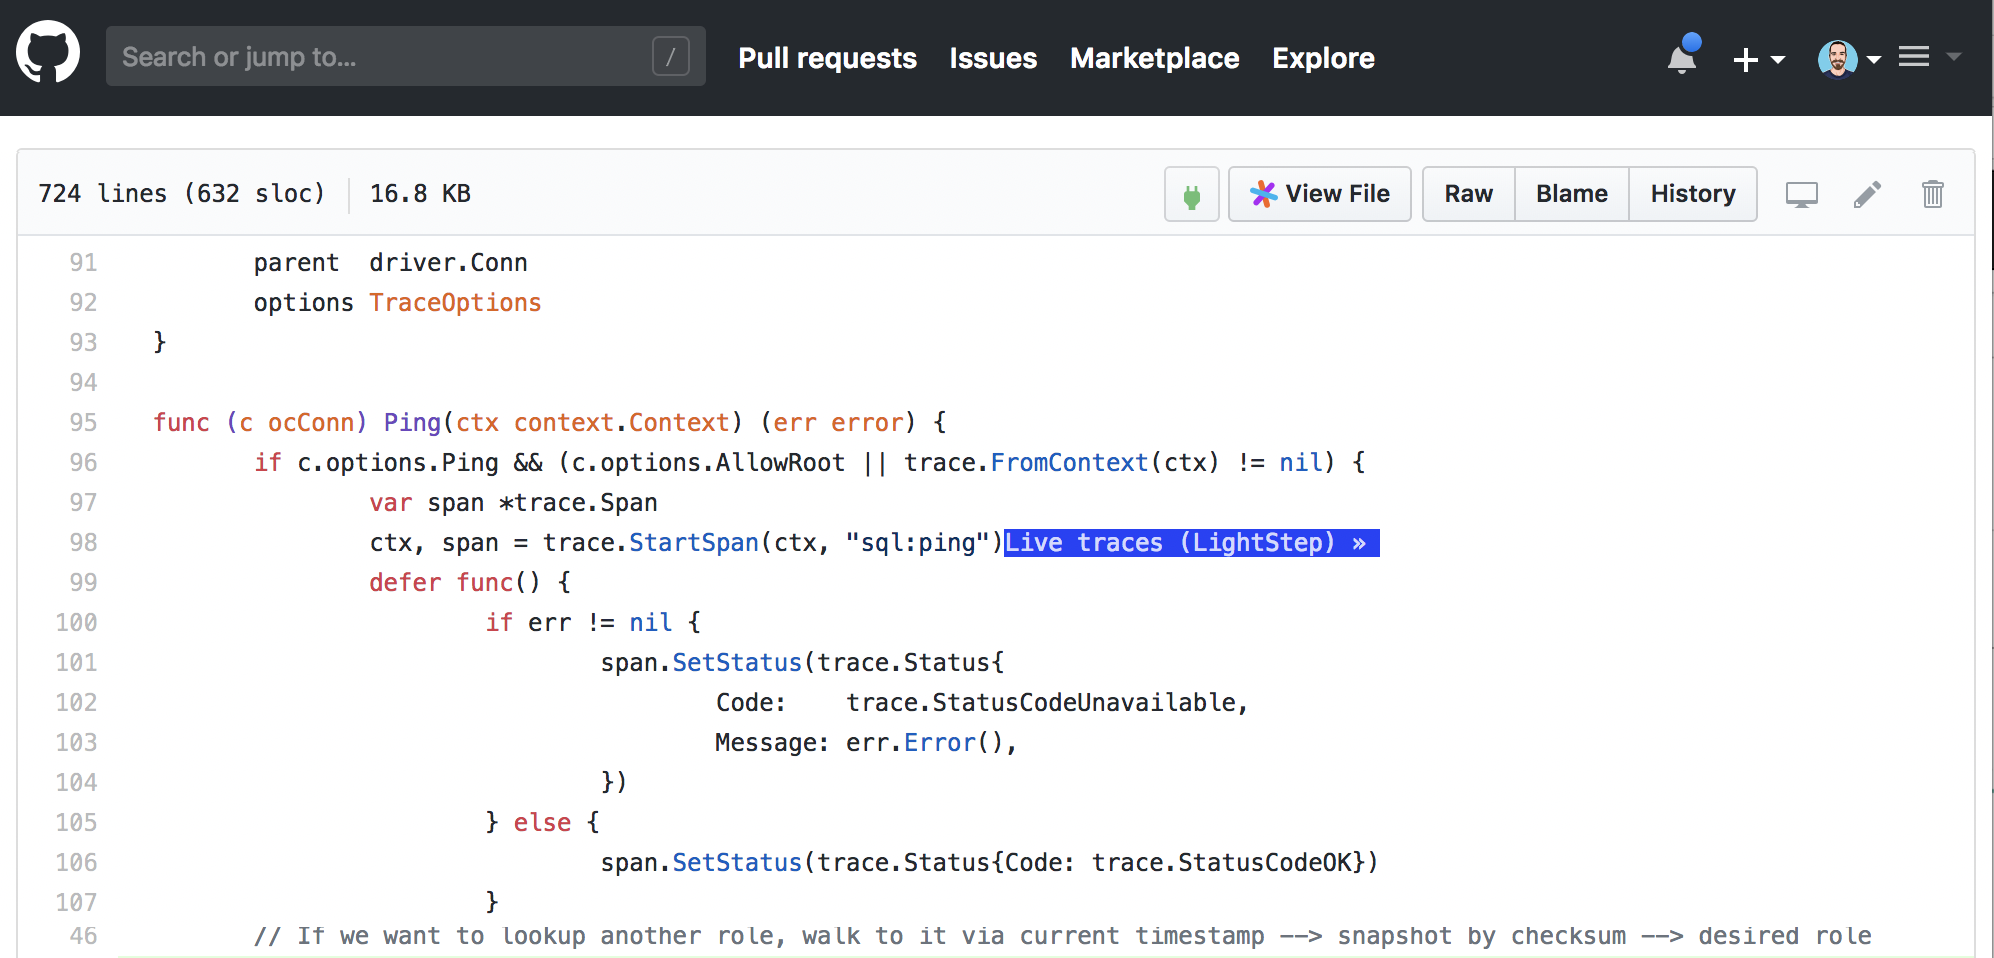 Search or jump to... / Pull requests Issues Marketplace Explore
724 lines (632 sloc) 16.8 KB View File Raw Blame History
91 parent  driver.Conn
92 options TraceOptions
93 }
94
95 func (c ocConn) Ping(ctx context.Context) (err error) {
96 if c.options.Ping && (c.options.AllowRoot || trace.FromContext(ctx) != nil) {
97 var span *trace.Span
98 ctx, span = trace.StartSpan(ctx, "sql:ping")Live traces (LightStep) »
99 defer func() {
100 if err != nil {
101 span.SetStatus(trace.Status{
102 Code:    trace.StatusCodeUnavailable,
103 Message: err.Error(),
104 })
105 } else {
106 span.SetStatus(trace.Status{Code: trace.StatusCodeOK})
107 }
46 // If we want to lookup another role, walk to it via current timestamp --> snapshot by checksum --> desired role